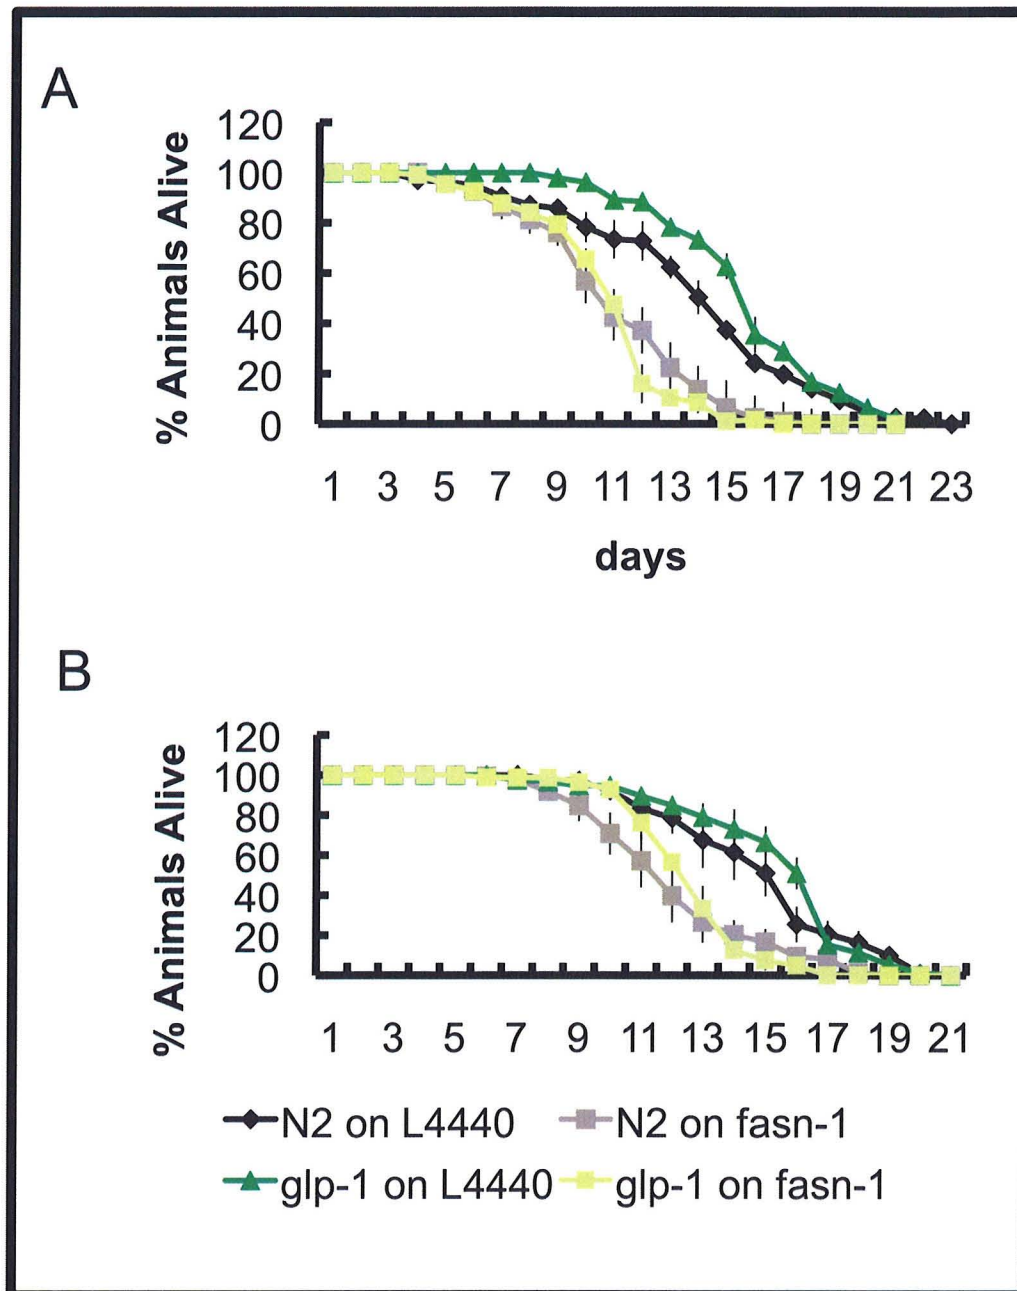 A
% Animals Alive
120
100
80
60
40
20
0
1 3 5 7 9 11 13 15 17 19 21 23
days
B
% Animals Alive
120
100
80
60
40
20
0
1 3 5 7 9 11 13 15 17 19 21
N2 on L4440 N2 on fasn-1
glp-1 on L4440 glp-1 on fasn-1